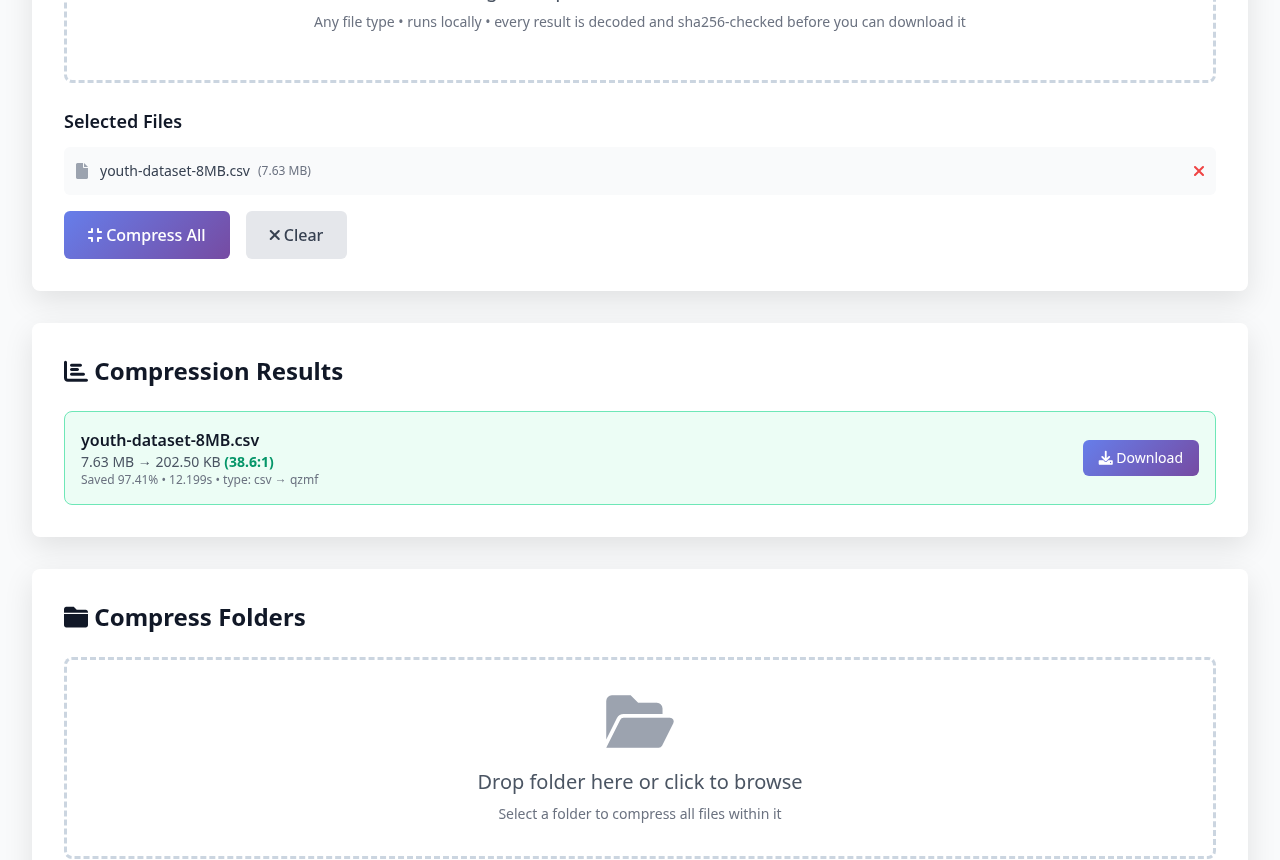 Any file type • runs locally • every result is decoded and sha256-checked before you can download it
Selected Files
youth-dataset-8MB.csv (7.63 MB)
Compress All
Clear
Compression Results
youth-dataset-8MB.csv
7.63 MB → 202.50 KB (38.6:1)
Saved 97.41% • 12.199s • type: csv → qzmf
Download
Compress Folders
Drop folder here or click to browse
Select a folder to compress all files within it